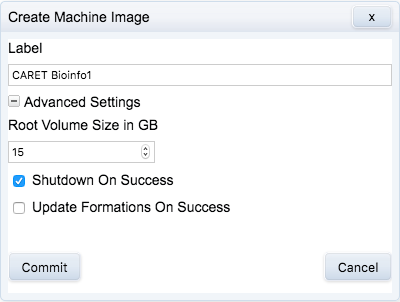 Create Machine Image
x
Label
CARET Bioinfo1
Advanced Settings
Root Volume Size in GB
15
Shutdown On Success
Update Formations On Success
Commit
Cancel